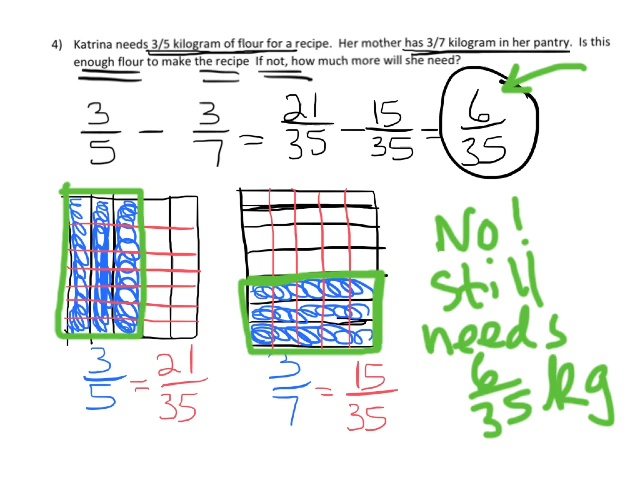 4) Katrina needs 3/5 kilogram of flour for a recipe. Her mother has 3/7 kilogram in her pantry. Is this
enough flour to make the recipe If not, how much more will she need?
3/5 - 3/7 = 21/35 - 15/35 = 6/35
No!
still
needs
6/35 kg
3/5 = 21/35
3/7 = 15/35